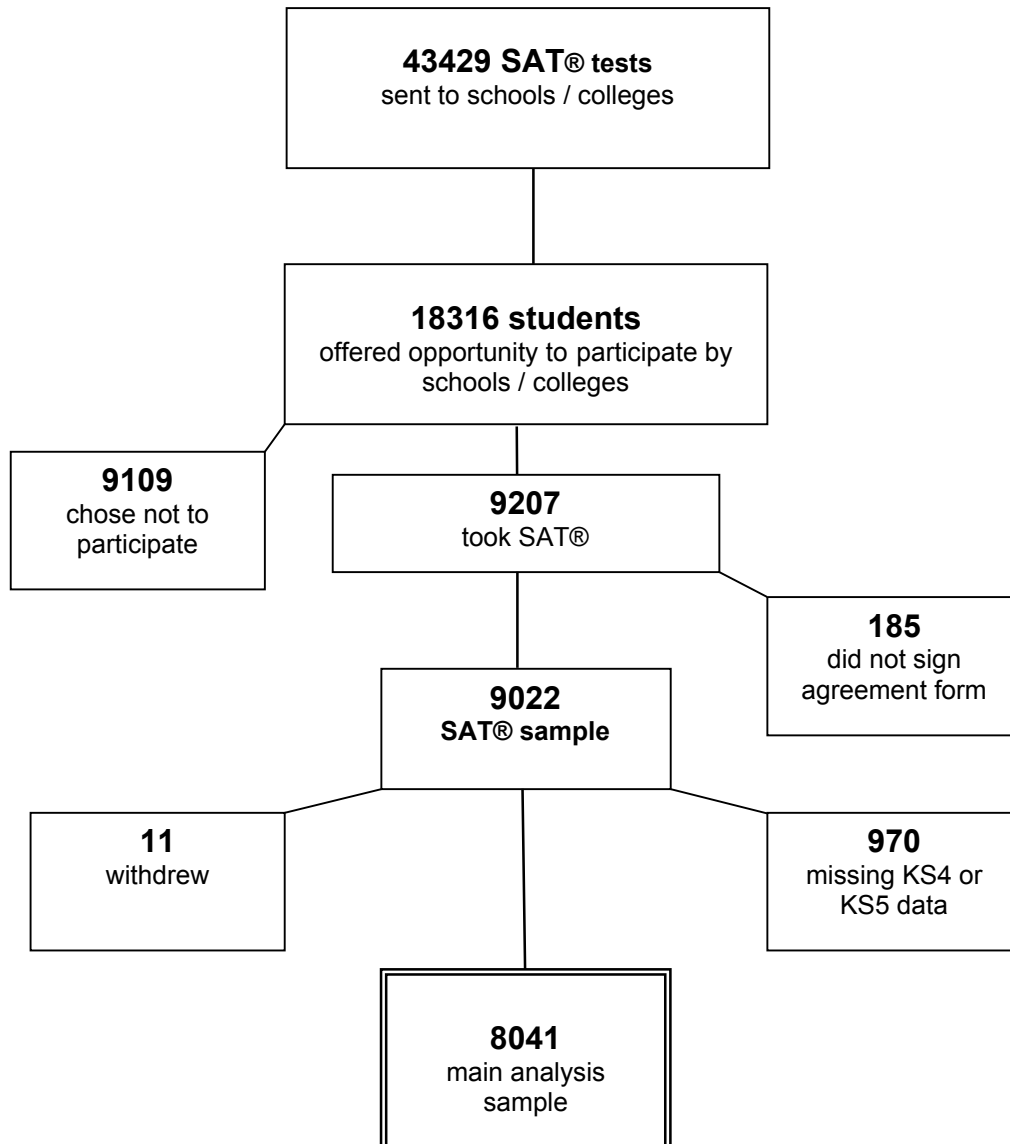 43429 SAT® tests
sent to schools / colleges
18316 students
offered opportunity to participate by
schools / colleges
9109
chose not to
participate
9207
took SAT®
185
did not sign
agreement form
9022
SAT® sample
11
withdrew
970
missing KS4 or
KS5 data
8041
main analysis
sample